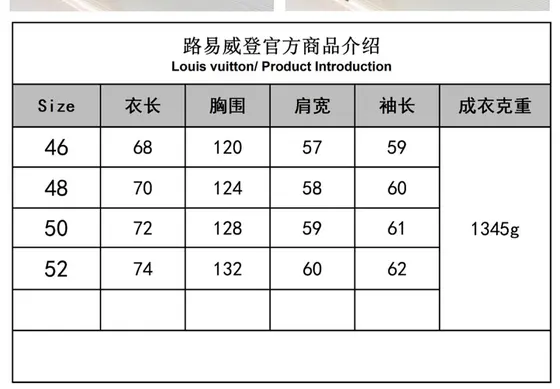 路易威登官方商品介绍
Louis vuitton/ Product Introduction
Size 衣长 胸围 肩宽 袖长 成衣克重
46 68 120 57 59
48 70 124 58 60
50 72 128 59 61 1345g
52 74 132 60 62